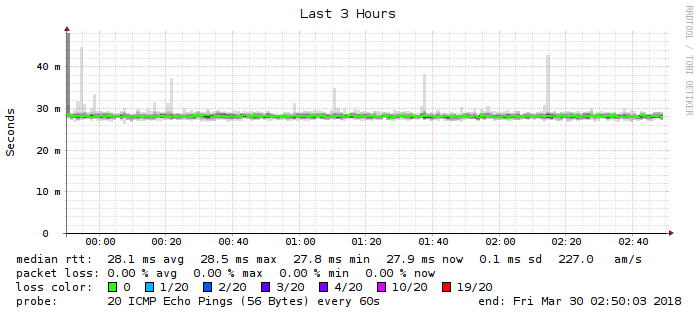 Last 3 Hours
RRDTOOL / TOBI OETIKER
Seconds
40 m
30 m
20 m
10 m
0
00:00 00:20 00:40 01:00 01:20 01:40 02:00 02:20 02:40
median rtt: 28.1 ms avg 28.5 ms max 27.8 ms min 27.9 ms now 0.1 ms sd 227.0 am/s
packet loss: 0.00 % avg 0.00 % max 0.00 % min 0.00 % now
loss color: 0 1/20 2/20 3/20 4/20 10/20 19/20
probe: 20 ICMP Echo Pings (56 Bytes) every 60s end: Fri Mar 30 02:50:03 2018